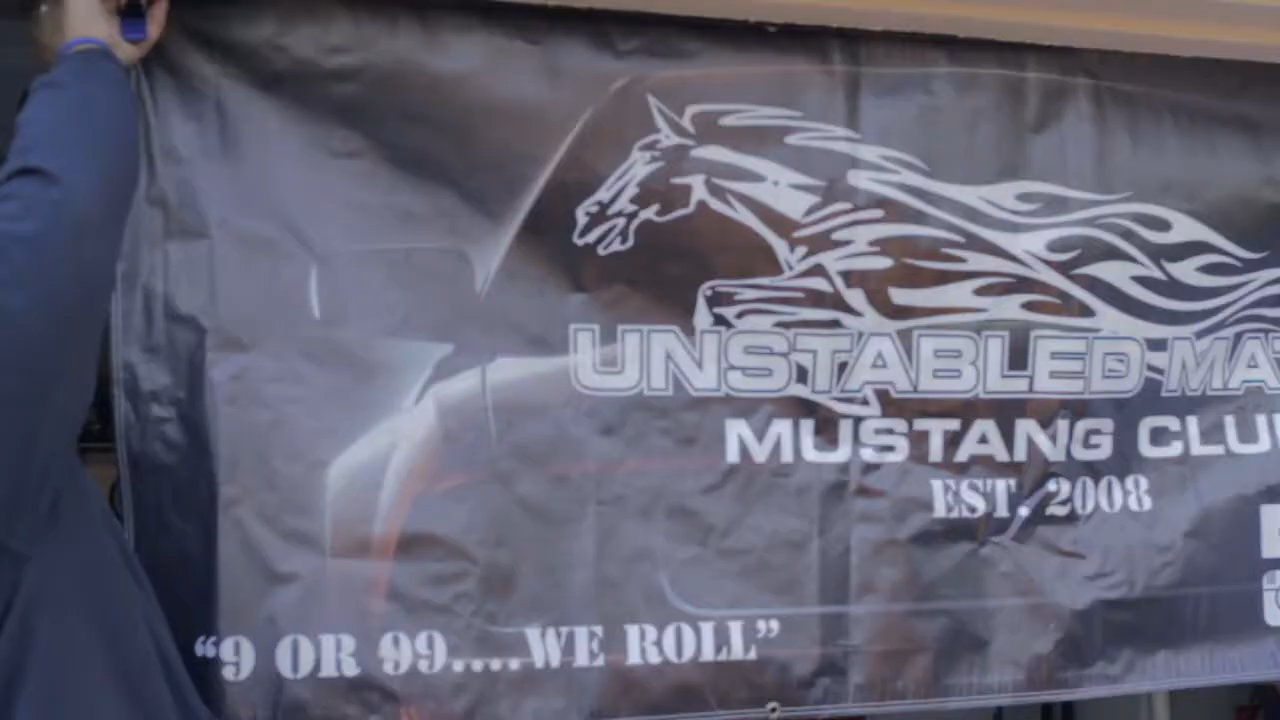 UNSTABLED
MUSTANG
EST. 2008
“9 OR 99....WE ROLL”